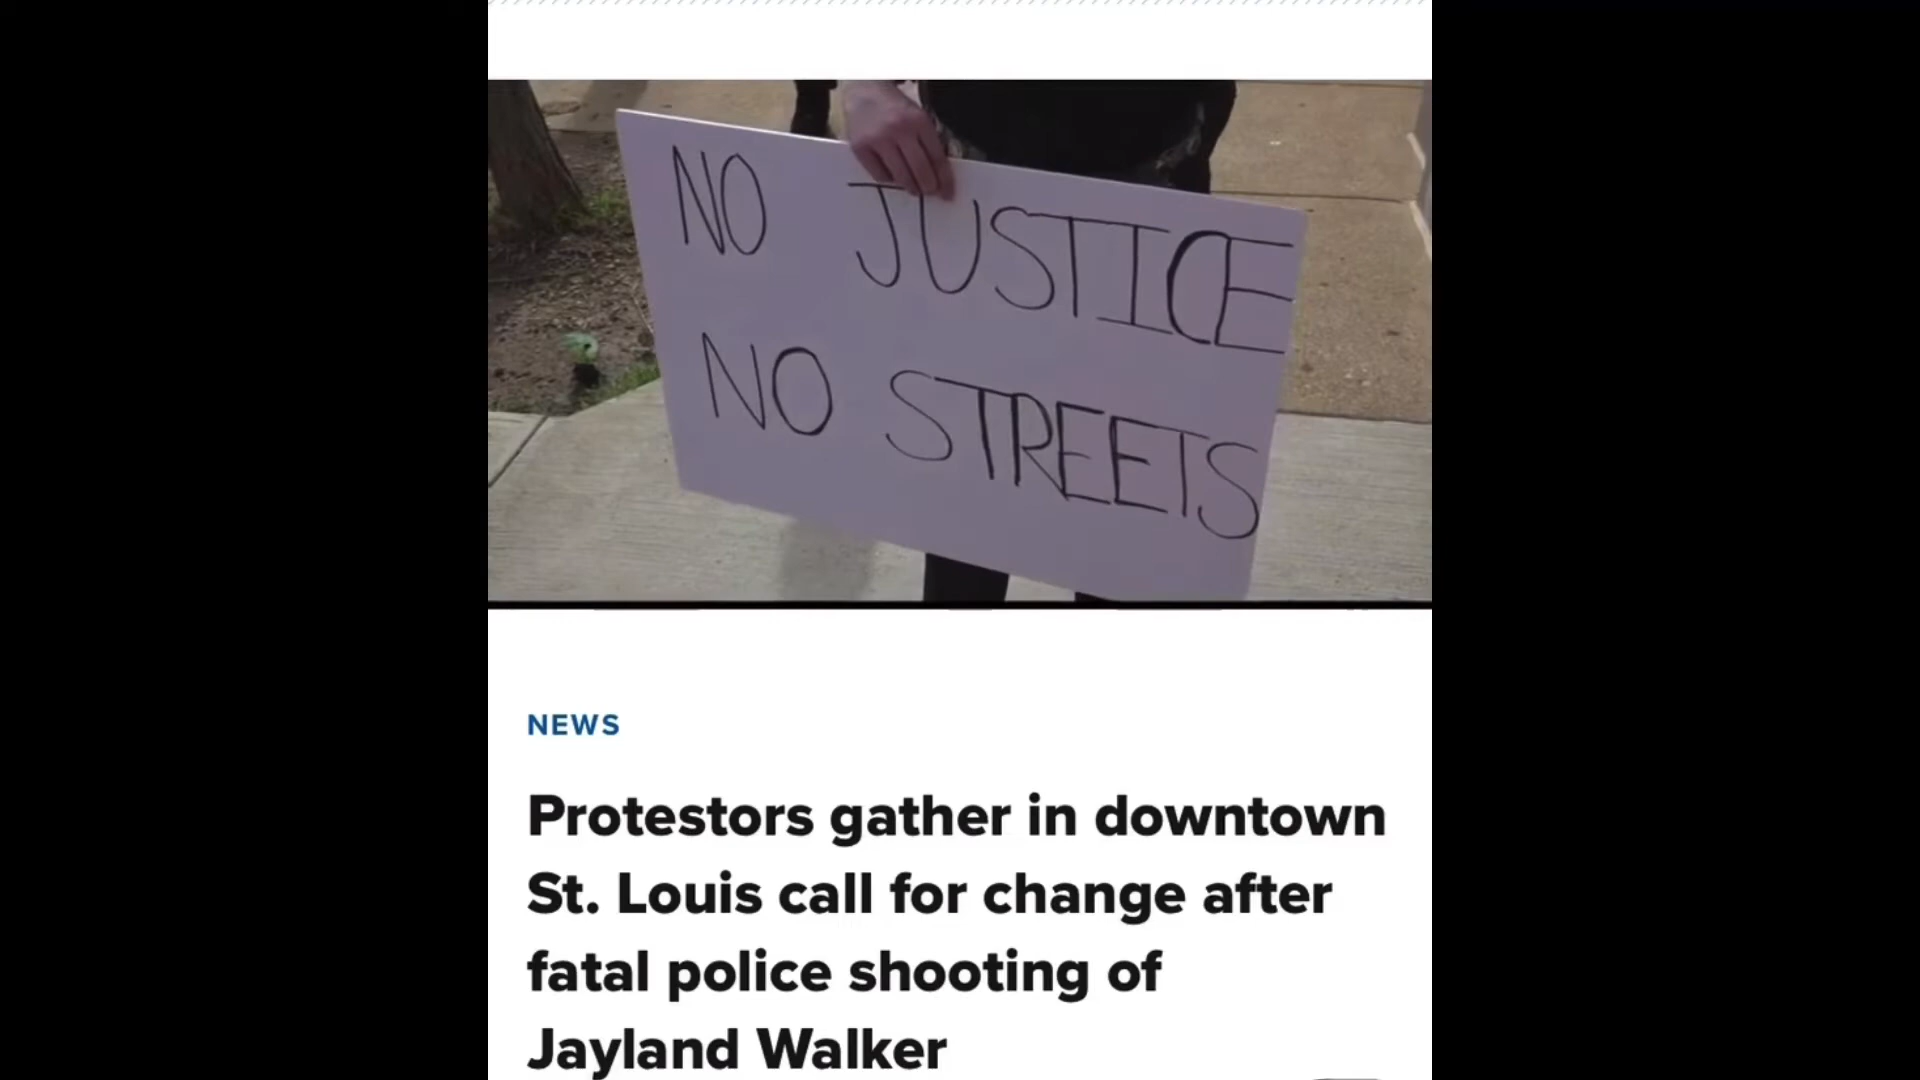 NO JUSTICE
NO STREETS
NEWS
Protestors gather in downtown
St. Louis call for change after
fatal police shooting of
Jayland Walker